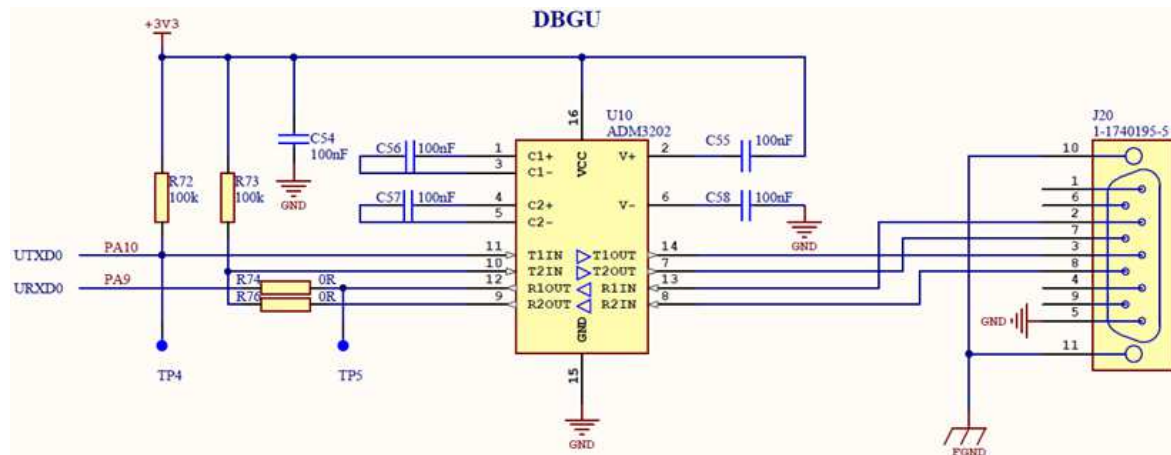 DBGU
+3V3
U10
ADM3202
J20
1-1740195-5
C54
100nF
C56 100nF
C57 100nF
C55 100nF
C58 100nF
16
VCC
1 C1+ V+ 2
3 C1-
4 C2+ V- 6
5 C2-
R72
100k
R73
100k
GND
GND
UTXD0 PA10 11 T1IN T1OUT 14
10 T2IN T2OUT 7
URXD0 PA9 R74 0R 12 R1OUT R1IN 13
R76 0R 9 R2OUT R2IN 8
GND
15
GND
TP4
TP5
10
1
6
2
7
3
8
4
9
GND 5
11
FGND